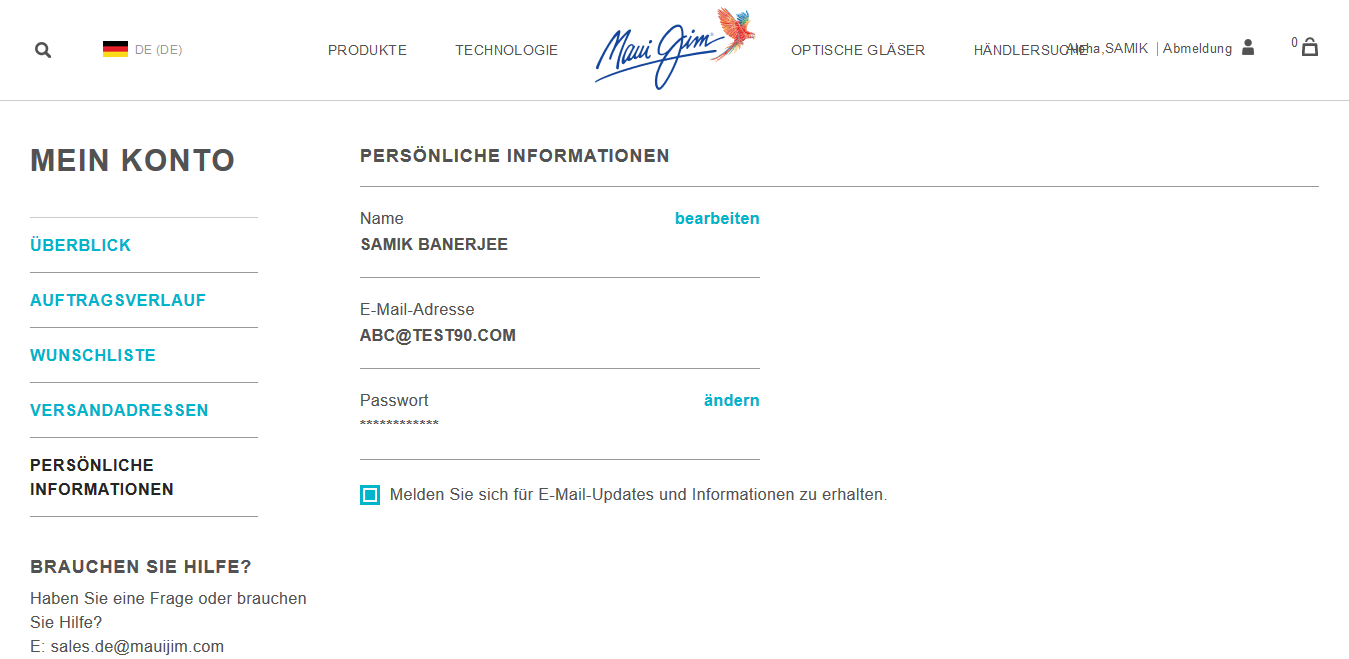 DE (DE)
PRODUKTE
TECHNOLOGIE
Maui Jim
OPTISCHE GLÄSER
HÄNDLERSUCHE
Aloha,SAMIK | Abmeldung
0
MEIN KONTO
ÜBERBLICK
AUFTRAGSVERLAUF
WUNSCHLISTE
VERSANDADRESSEN
PERSÖNLICHE
INFORMATIONEN
BRAUCHEN SIE HILFE?
Haben Sie eine Frage oder brauchen
Sie Hilfe?
E: sales.de@mauijim.com
PERSÖNLICHE INFORMATIONEN
Name bearbeiten
SAMIK BANERJEE
E-Mail-Adresse
ABC@TEST90.COM
Passwort ändern
************
Melden Sie sich für E-Mail-Updates und Informationen zu erhalten.